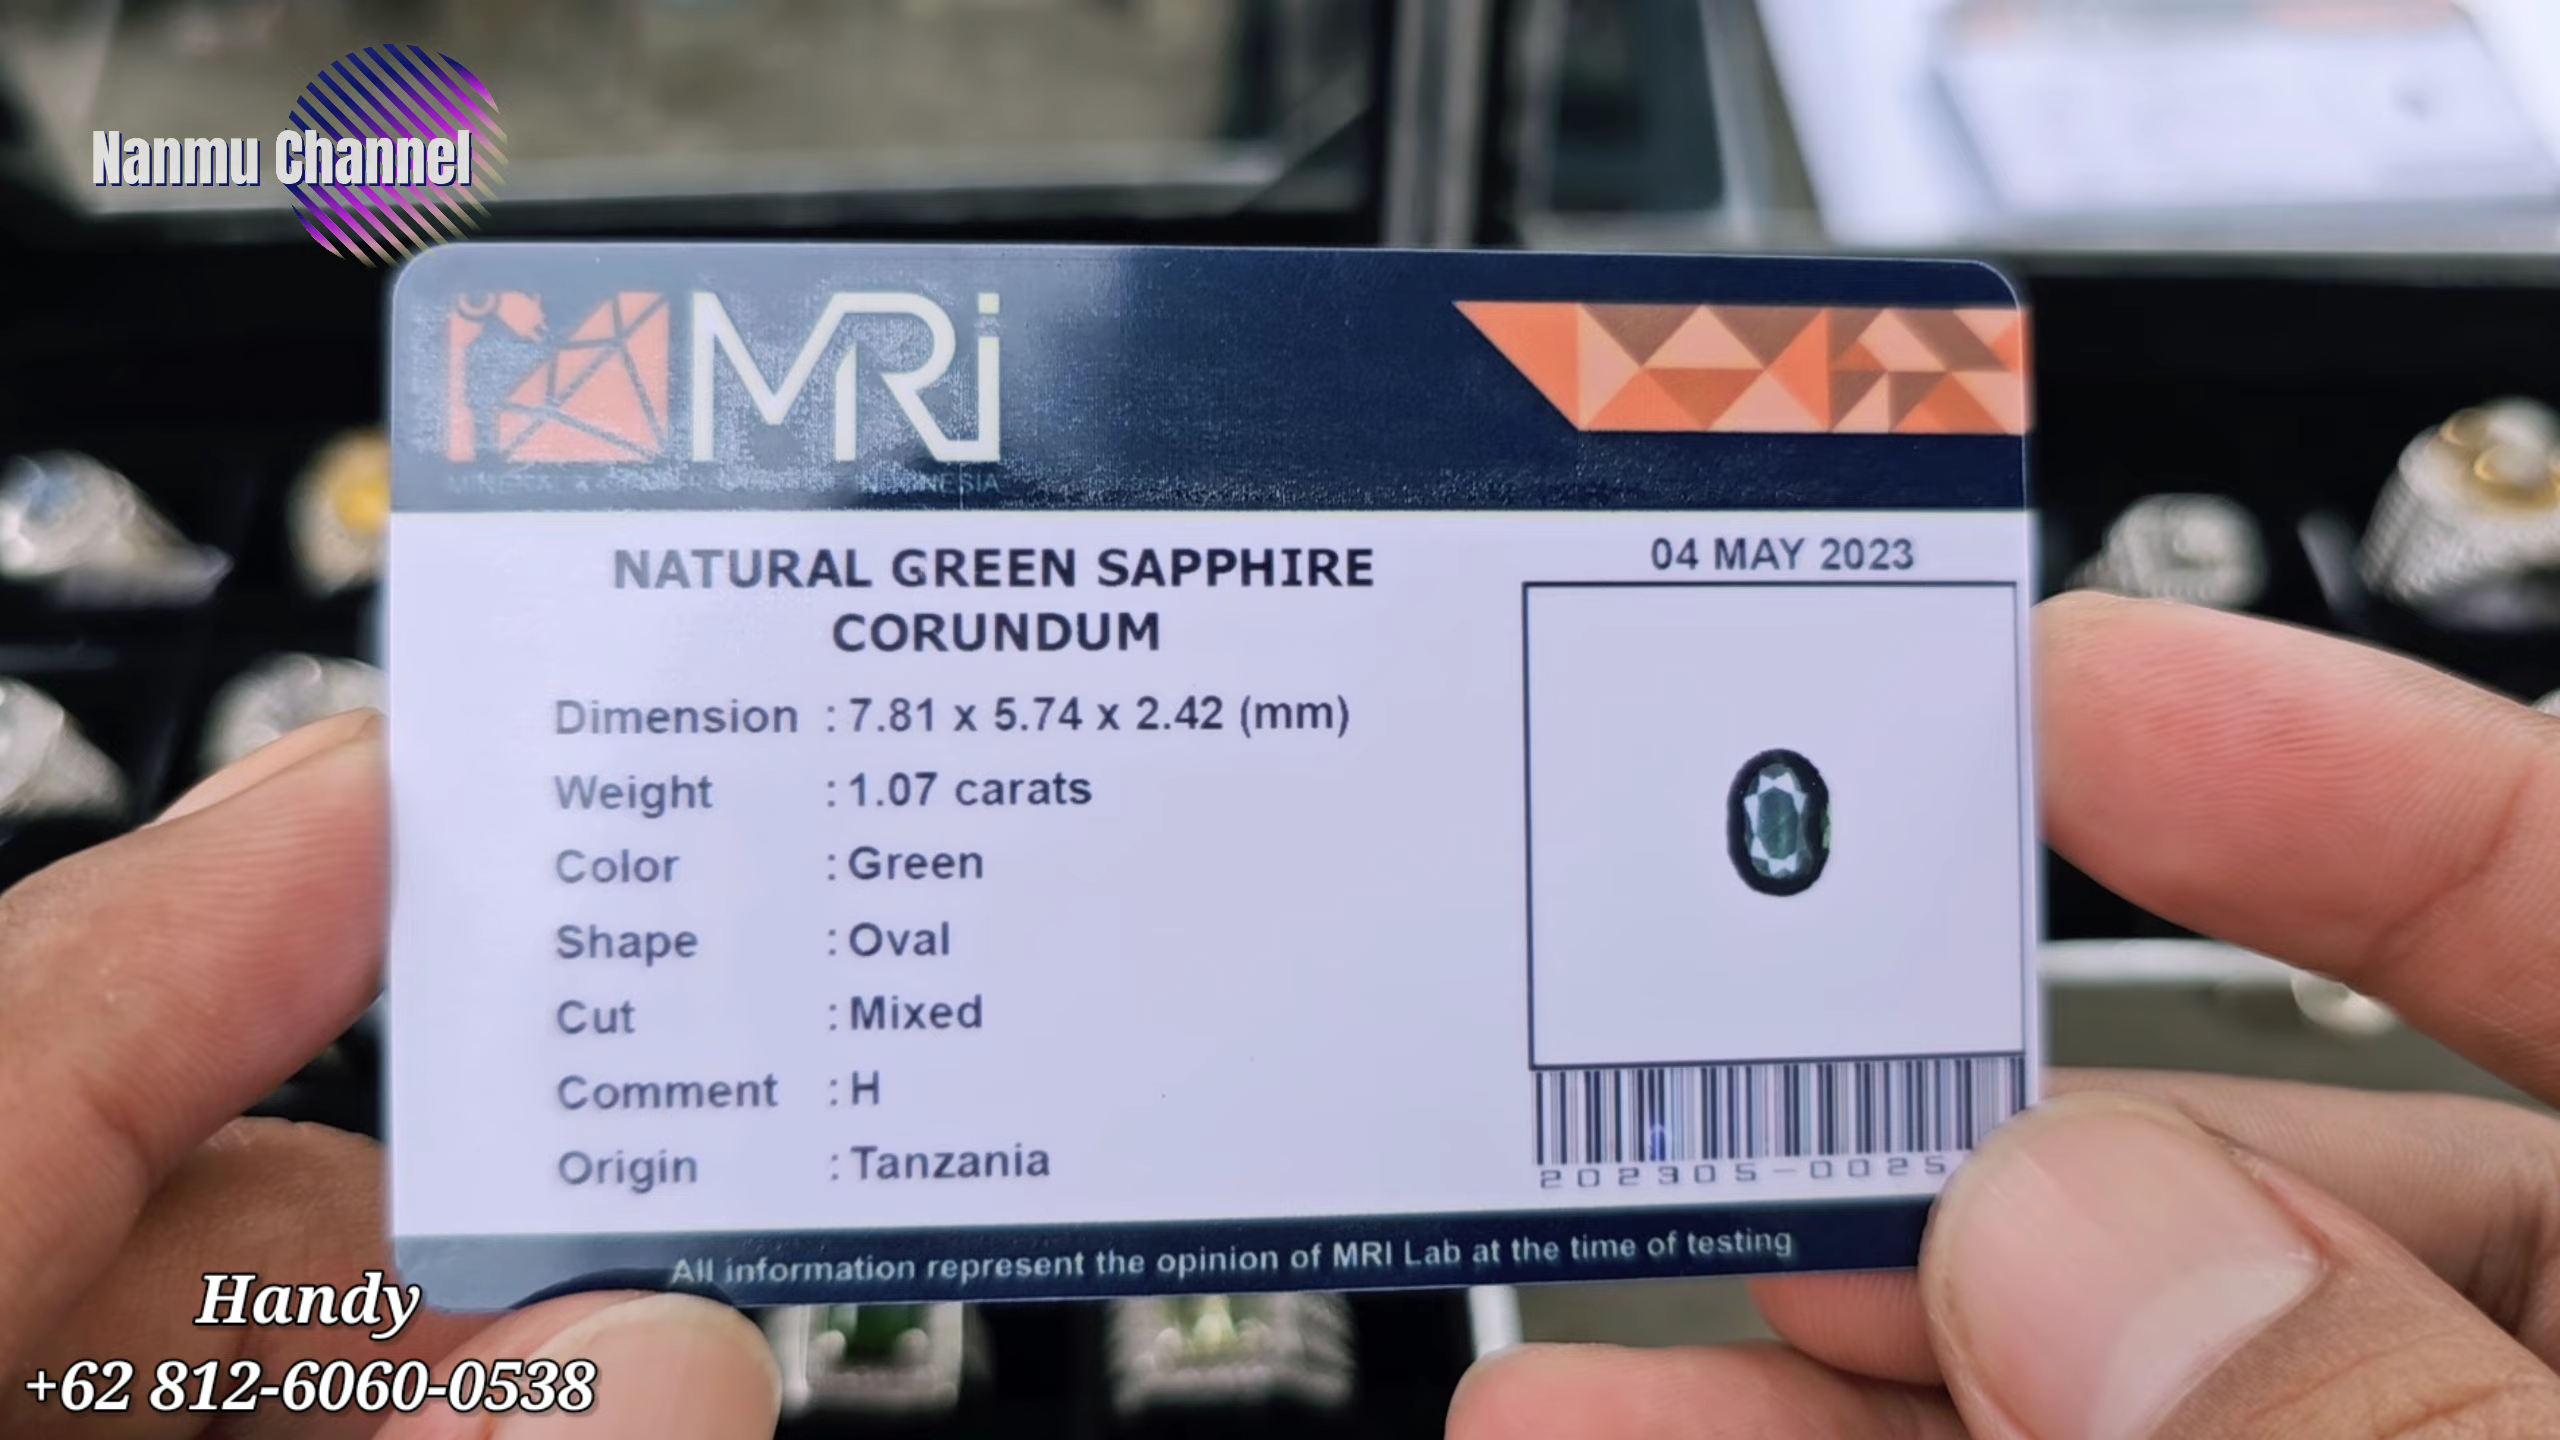 Nanmu Channel
MRi
NATURAL GREEN SAPPHIRE
CORUNDUM
Dimension : 7.81 x 5.74 x 2.42 (mm)
Weight : 1.07 carats
Color : Green
Shape : Oval
Cut : Mixed
Comment : H
Origin : Tanzania
04 MAY 2023
202305-0025
All information represent the opinion of MRI Lab at the time of testing
Handy
+62 812-6060-0538